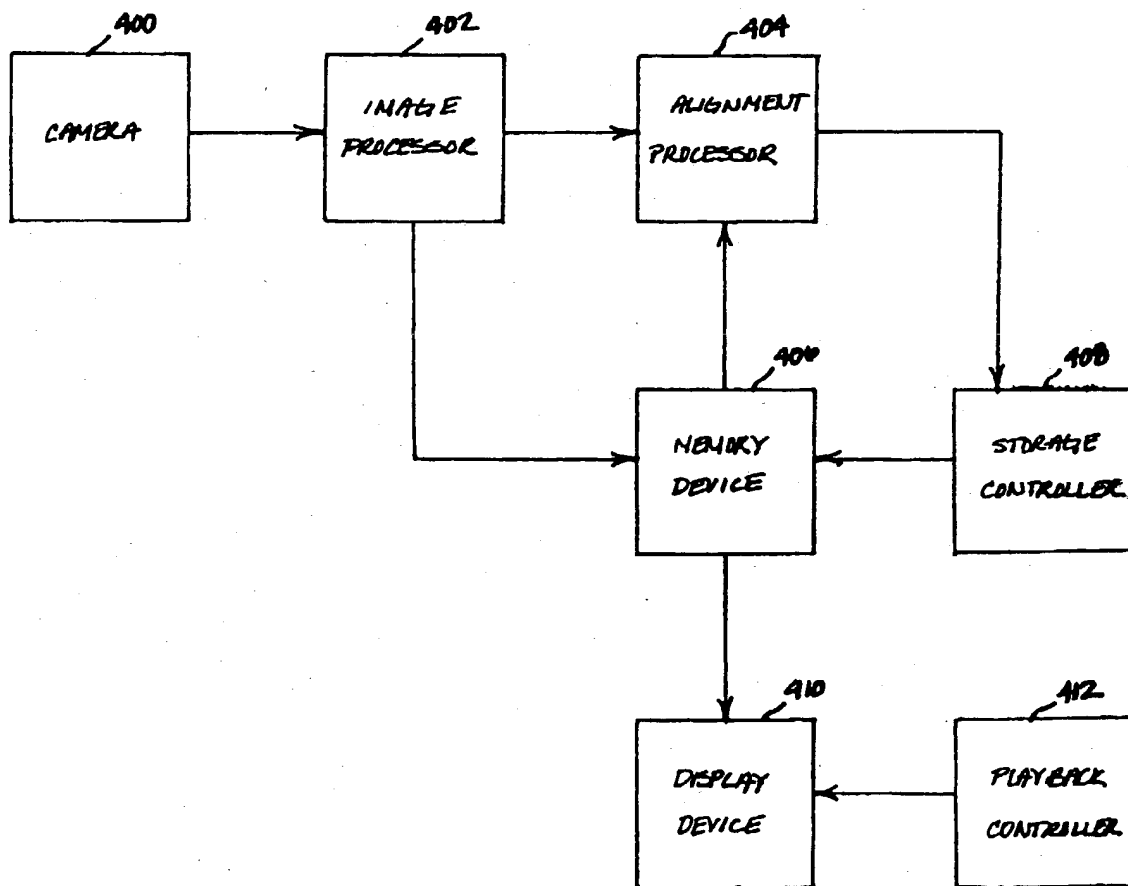 400
402
404
CAMERA
IMAGE
PROCESSOR
ALIGNMENT
PROCESSOR
406
408
MEMORY
DEVICE
STORAGE
CONTROLLER
410
412
DISPLAY
DEVICE
PLAYBACK
CONTROLLER